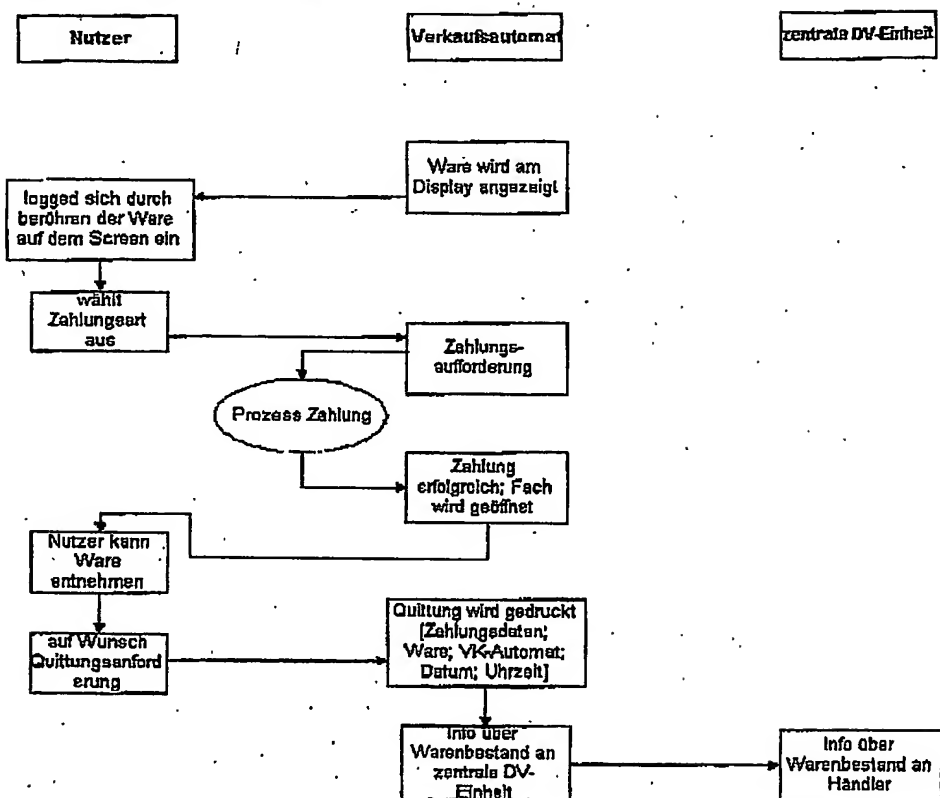 Nutzer
Verkaufsautomat
zentrale DV-Einheit
Ware wird am
Display angezeigt
logged sich durch
berühren der Ware
auf dem Screen ein
wählt
Zahlungsart
aus
Zahlungs-
aufforderung
Prozess Zahlung
Zahlung
erfolgreich; Fach
wird geöffnet
Nutzer kann
Ware
entnehmen
Quittung wird gedruckt
[Zahlungsdaten;
Ware; VK-Automat;
Datum; Uhrzeit]
auf Wunsch
Quittungsanford
erung
Info über
Warenbestand an
zentrale DV-
Einheit
Info über
Warenbestand an
Händler